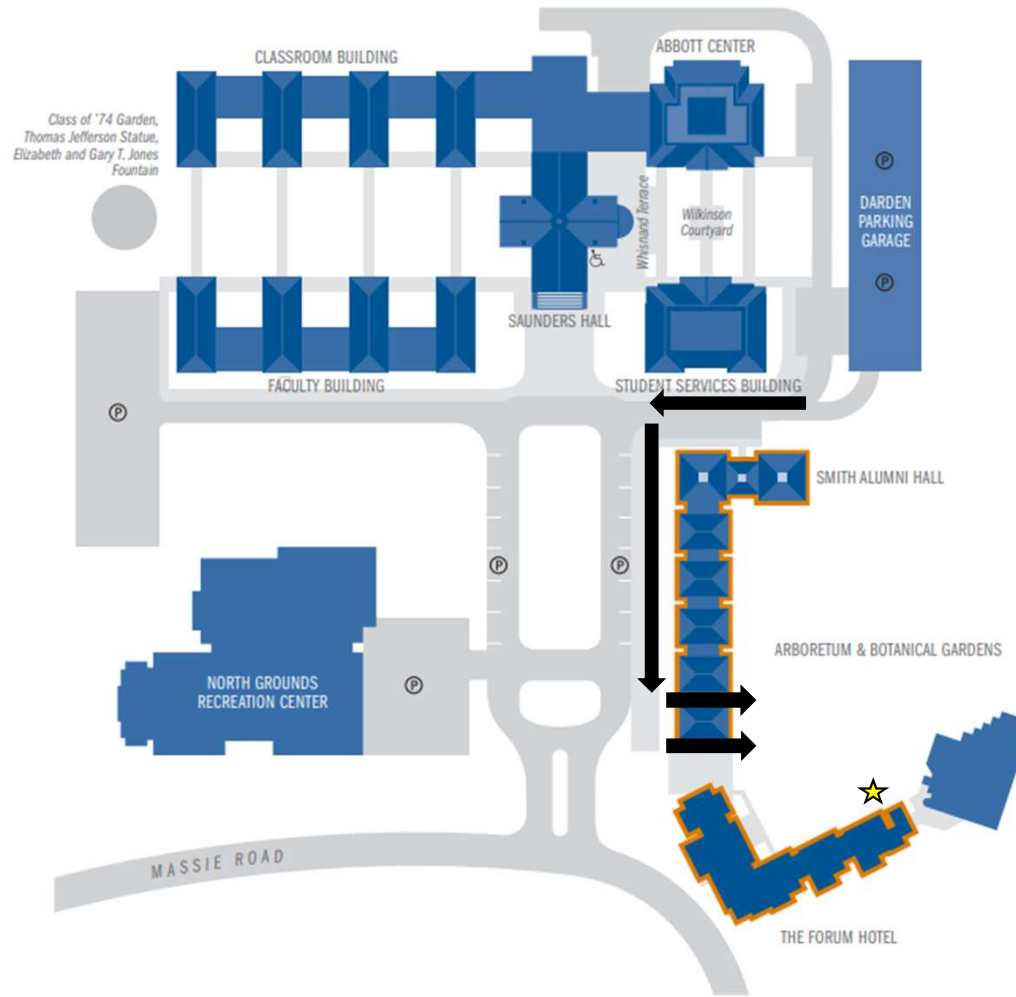 ABBOTT CENTER
CLASSROOM BUILDING
Class of '74 Garden,
Thomas Jefferson Statue,
Elizabeth and Gary T. Jones
Fountain
P
DARDEN
PARKING
GARAGE
P
Whisnand Terrace
Wilkinson
Courtyard
SAUNDERS HALL
FACULTY BUILDING
STUDENT SERVICES BUILDING
P
SMITH ALUMNI HALL
P
P
ARBORETUM & BOTANICAL GARDENS
NORTH GROUNDS
RECREATION CENTER
P
MASSIE ROAD
THE FORUM HOTEL